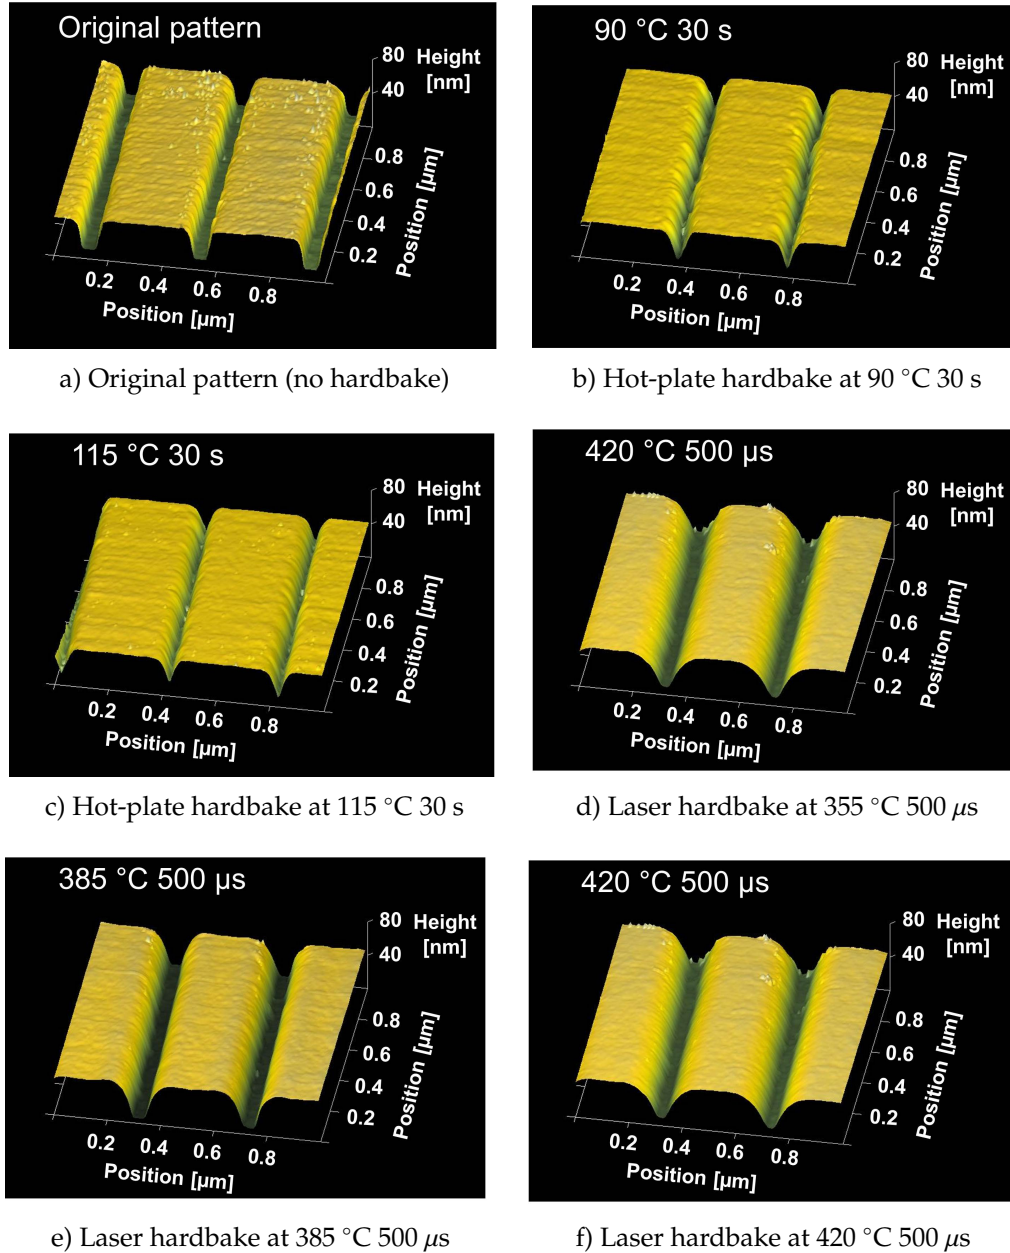 Original pattern
80 Height
[nm]
40
0.8
0.6
0.4
0.2
Position [µm]
0.2
0.4
0.6
0.8
Position [µm]
a) Original pattern (no hardbake)
90 °C 30 s
80 Height
[nm]
40
0.8
0.6
0.4
0.2
Position [µm]
0.2
0.4
0.6
0.8
Position [µm]
b) Hot-plate hardbake at 90 °C 30 s
115 °C 30 s
80 Height
[nm]
40
0.8
0.6
0.4
0.2
Position [µm]
0.2
0.4
0.6
0.8
Position [µm]
c) Hot-plate hardbake at 115 °C 30 s
420 °C 500 µs
80 Height
[nm]
40
0.8
0.6
0.4
0.2
Position [µm]
0.2
0.4
0.6
0.8
Position [µm]
d) Laser hardbake at 355 °C 500 µs
385 °C 500 µs
80 Height
[nm]
40
0.8
0.6
0.4
0.2
Position [µm]
0.2
0.4
0.6
0.8
Position [µm]
e) Laser hardbake at 385 °C 500 µs
420 °C 500 µs
80 Height
[nm]
40
0.8
0.6
0.4
0.2
Position [µm]
0.2
0.4
0.6
0.8
Position [µm]
f) Laser hardbake at 420 °C 500 µs